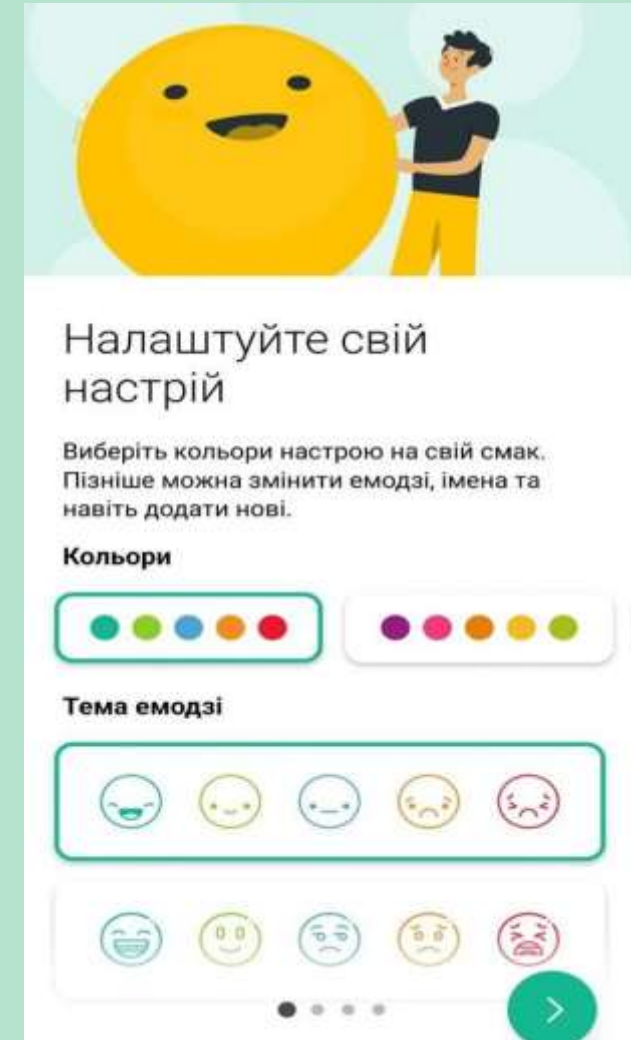 Налаштуйте свій
настрій
Виберіть кольори настрою на свій смак.
Пізніше можна змінити емодзі, імена та
навіть додати нові.
Кольори
Тема емодзі